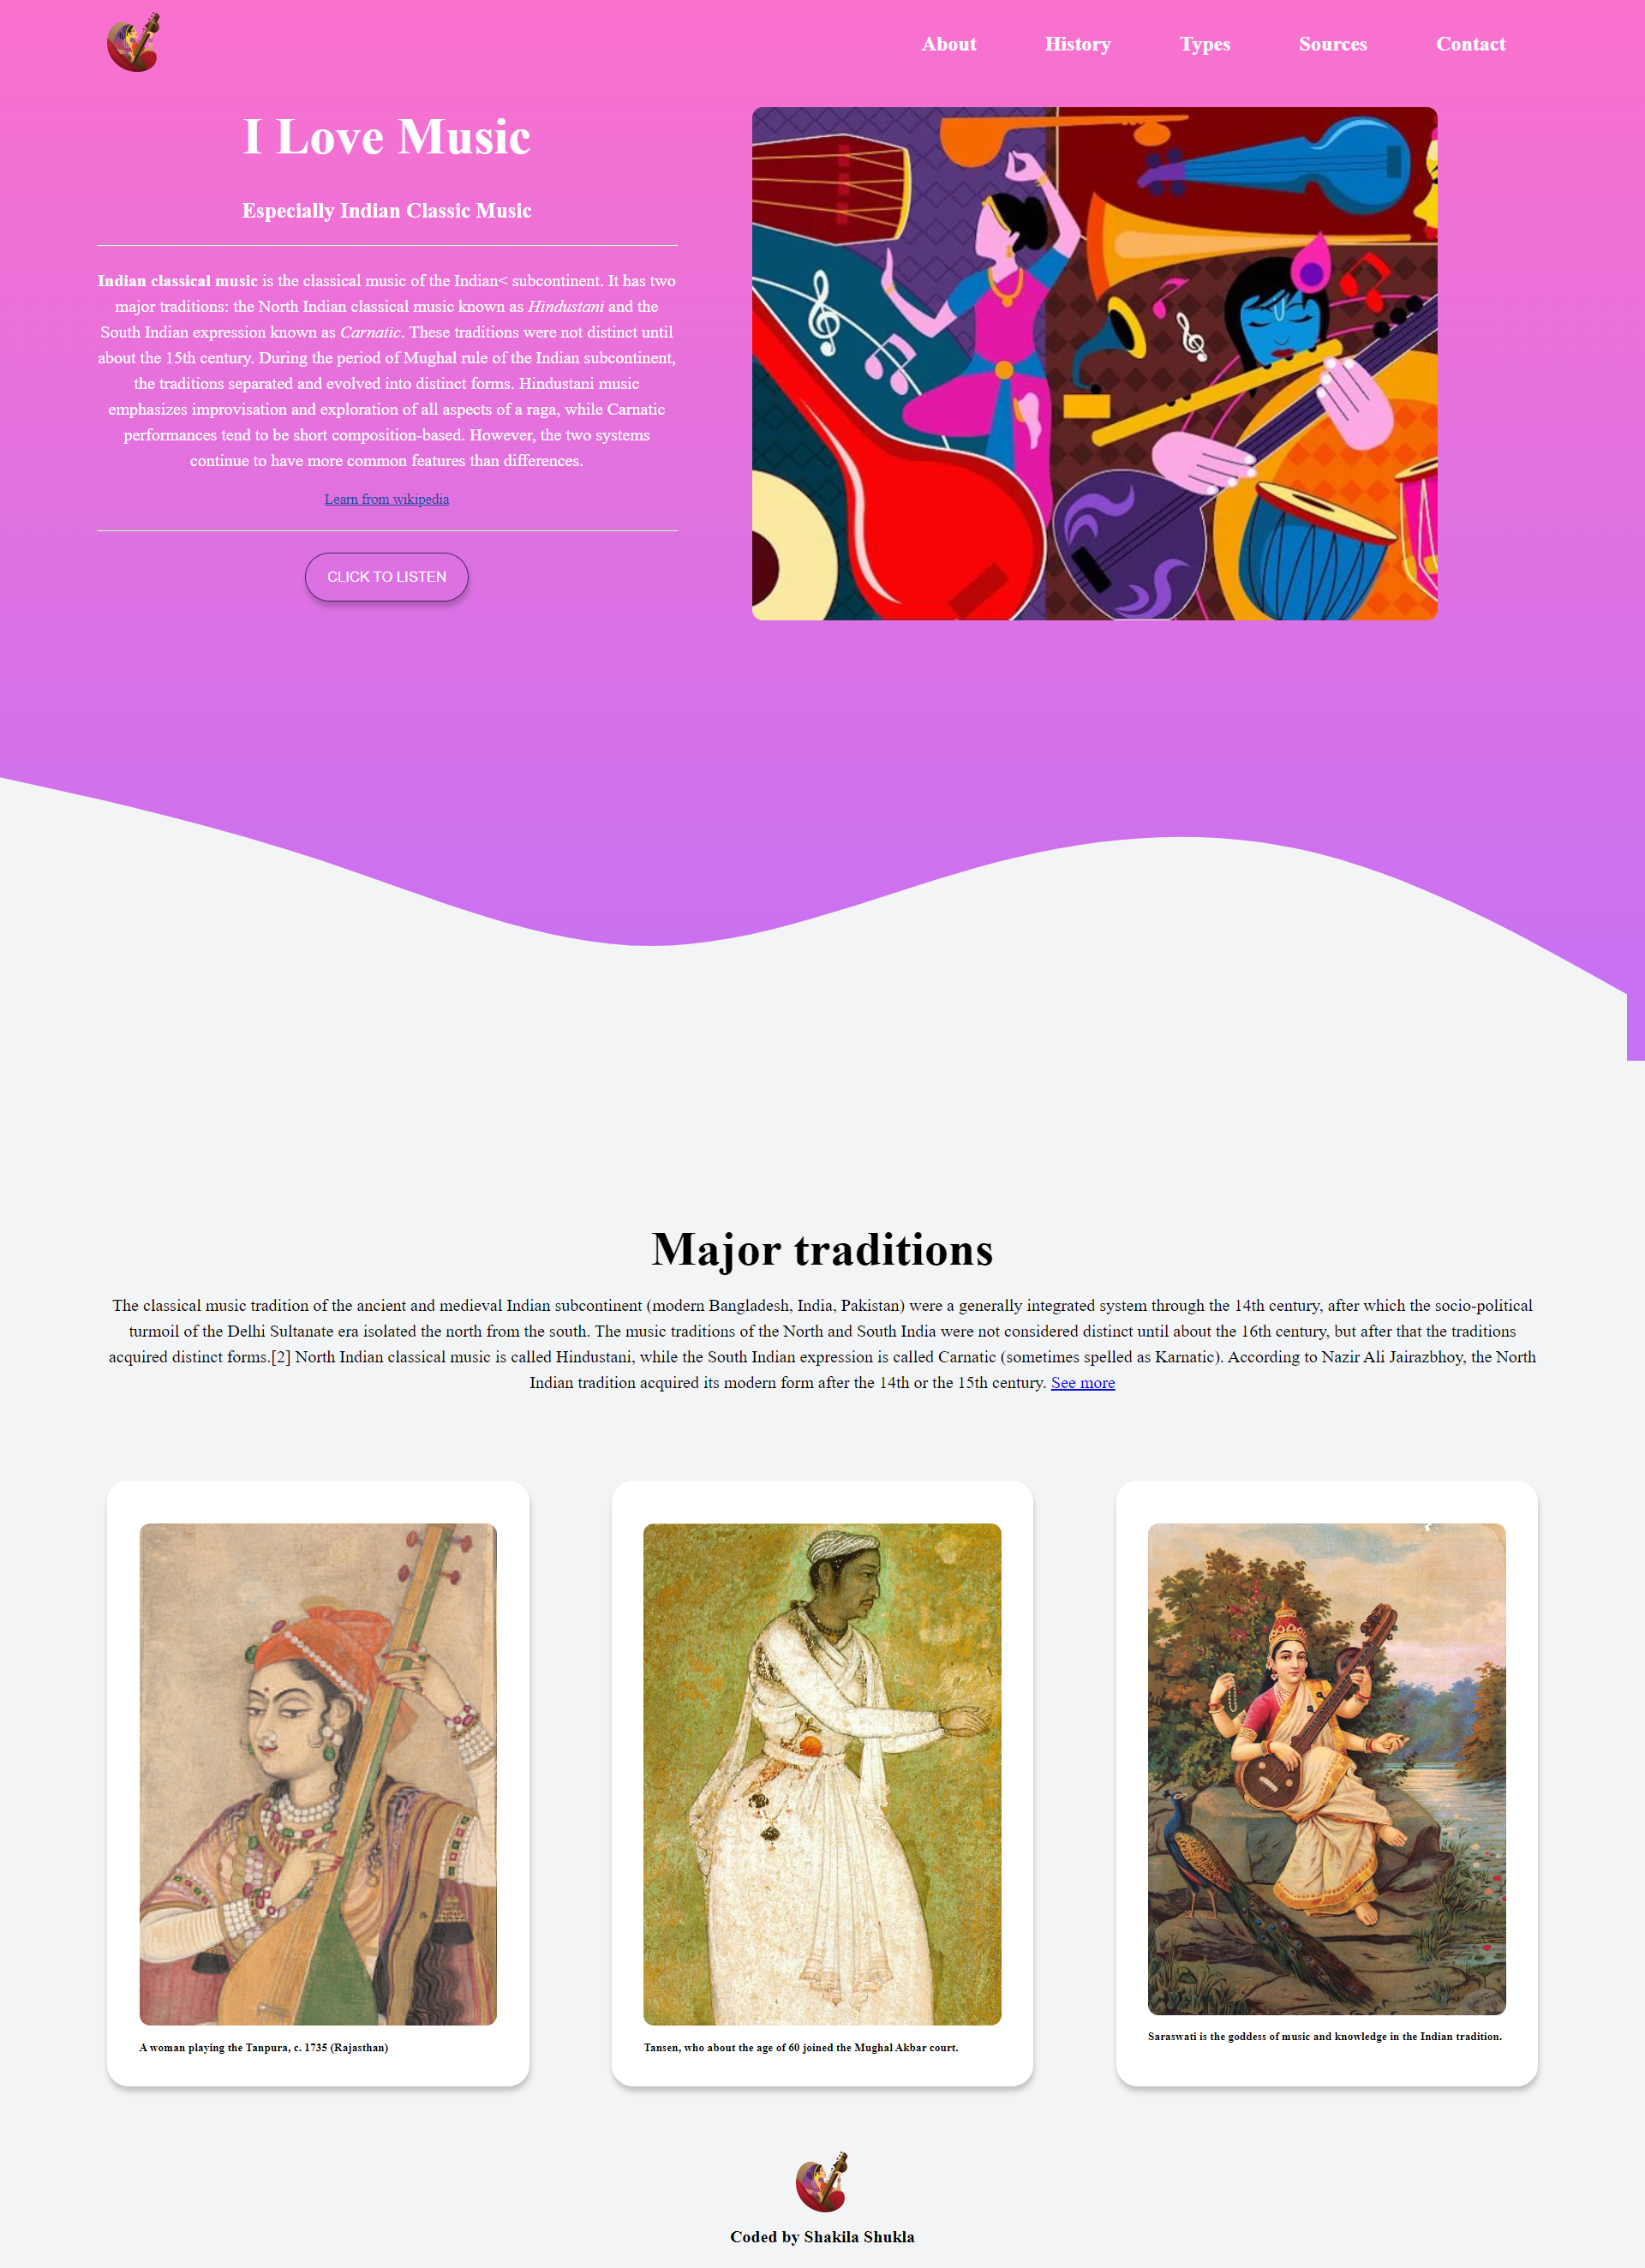 About History Types Sources Contact
I Love Music
Especially Indian Classic Music
Indian classical music is the classical music of the Indian< subcontinent. It has two
major traditions: the North Indian classical music known as Hindustani and the
South Indian expression known as Carnatic. These traditions were not distinct until
about the 15th century. During the period of Mughal rule of the Indian subcontinent,
the traditions separated and evolved into distinct forms. Hindustani music
emphasizes improvisation and exploration of all aspects of a raga, while Carnatic
performances tend to be short composition-based. However, the two systems
continue to have more common features than differences.
Learn from wikipedia
CLICK TO LISTEN
Major traditions
The classical music tradition of the ancient and medieval Indian subcontinent (modern Bangladesh, India, Pakistan) were a generally integrated system through the 14th century, after which the socio-political
turmoil of the Delhi Sultanate era isolated the north from the south. The music traditions of the North and South India were not considered distinct until about the 16th century, but after that the traditions
acquired distinct forms.[2] North Indian classical music is called Hindustani, while the South Indian expression is called Carnatic (sometimes spelled as Karnatic). According to Nazir Ali Jairazbhoy, the North
Indian tradition acquired its modern form after the 14th or the 15th century. See more
A woman playing the Tanpura, c. 1735 (Rajasthan)
Tansen, who about the age of 60 joined the Mughal Akbar court.
Saraswati is the goddess of music and knowledge in the Indian tradition.
Coded by Shakila Shukla